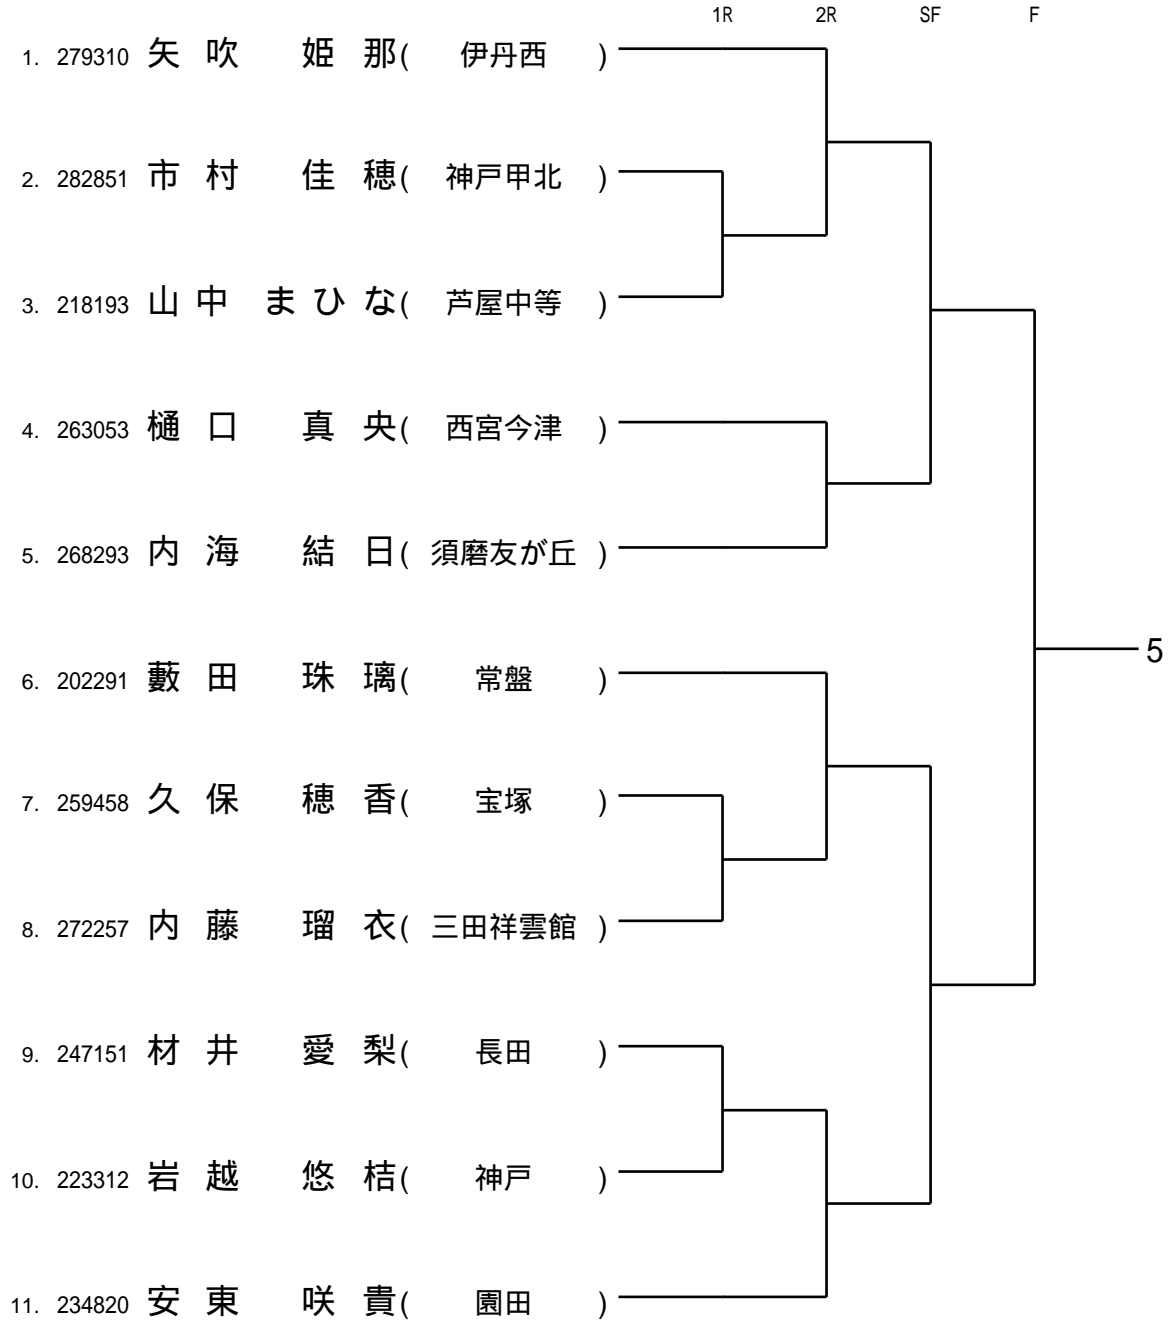 1R 2R SF F
1. 279310 矢吹 姫那( 伊丹西 )
2. 282851 市村 佳穂( 神戸甲北 )
3. 218193 山中 まひな( 芦屋中等 )
4. 263053 樋口 真央( 西宮今津 )
5. 268293 内海 結日( 須磨友が丘 )
5
6. 202291 藪田 珠璃( 常盤 )
7. 259458 久保 穂香( 宝塚 )
8. 272257 内藤 瑠衣( 三田祥雲館 )
9. 247151 材井 愛梨( 長田 )
10. 223312 岩越 悠桔( 神戸 )
11. 234820 安東 咲貴( 園田 )